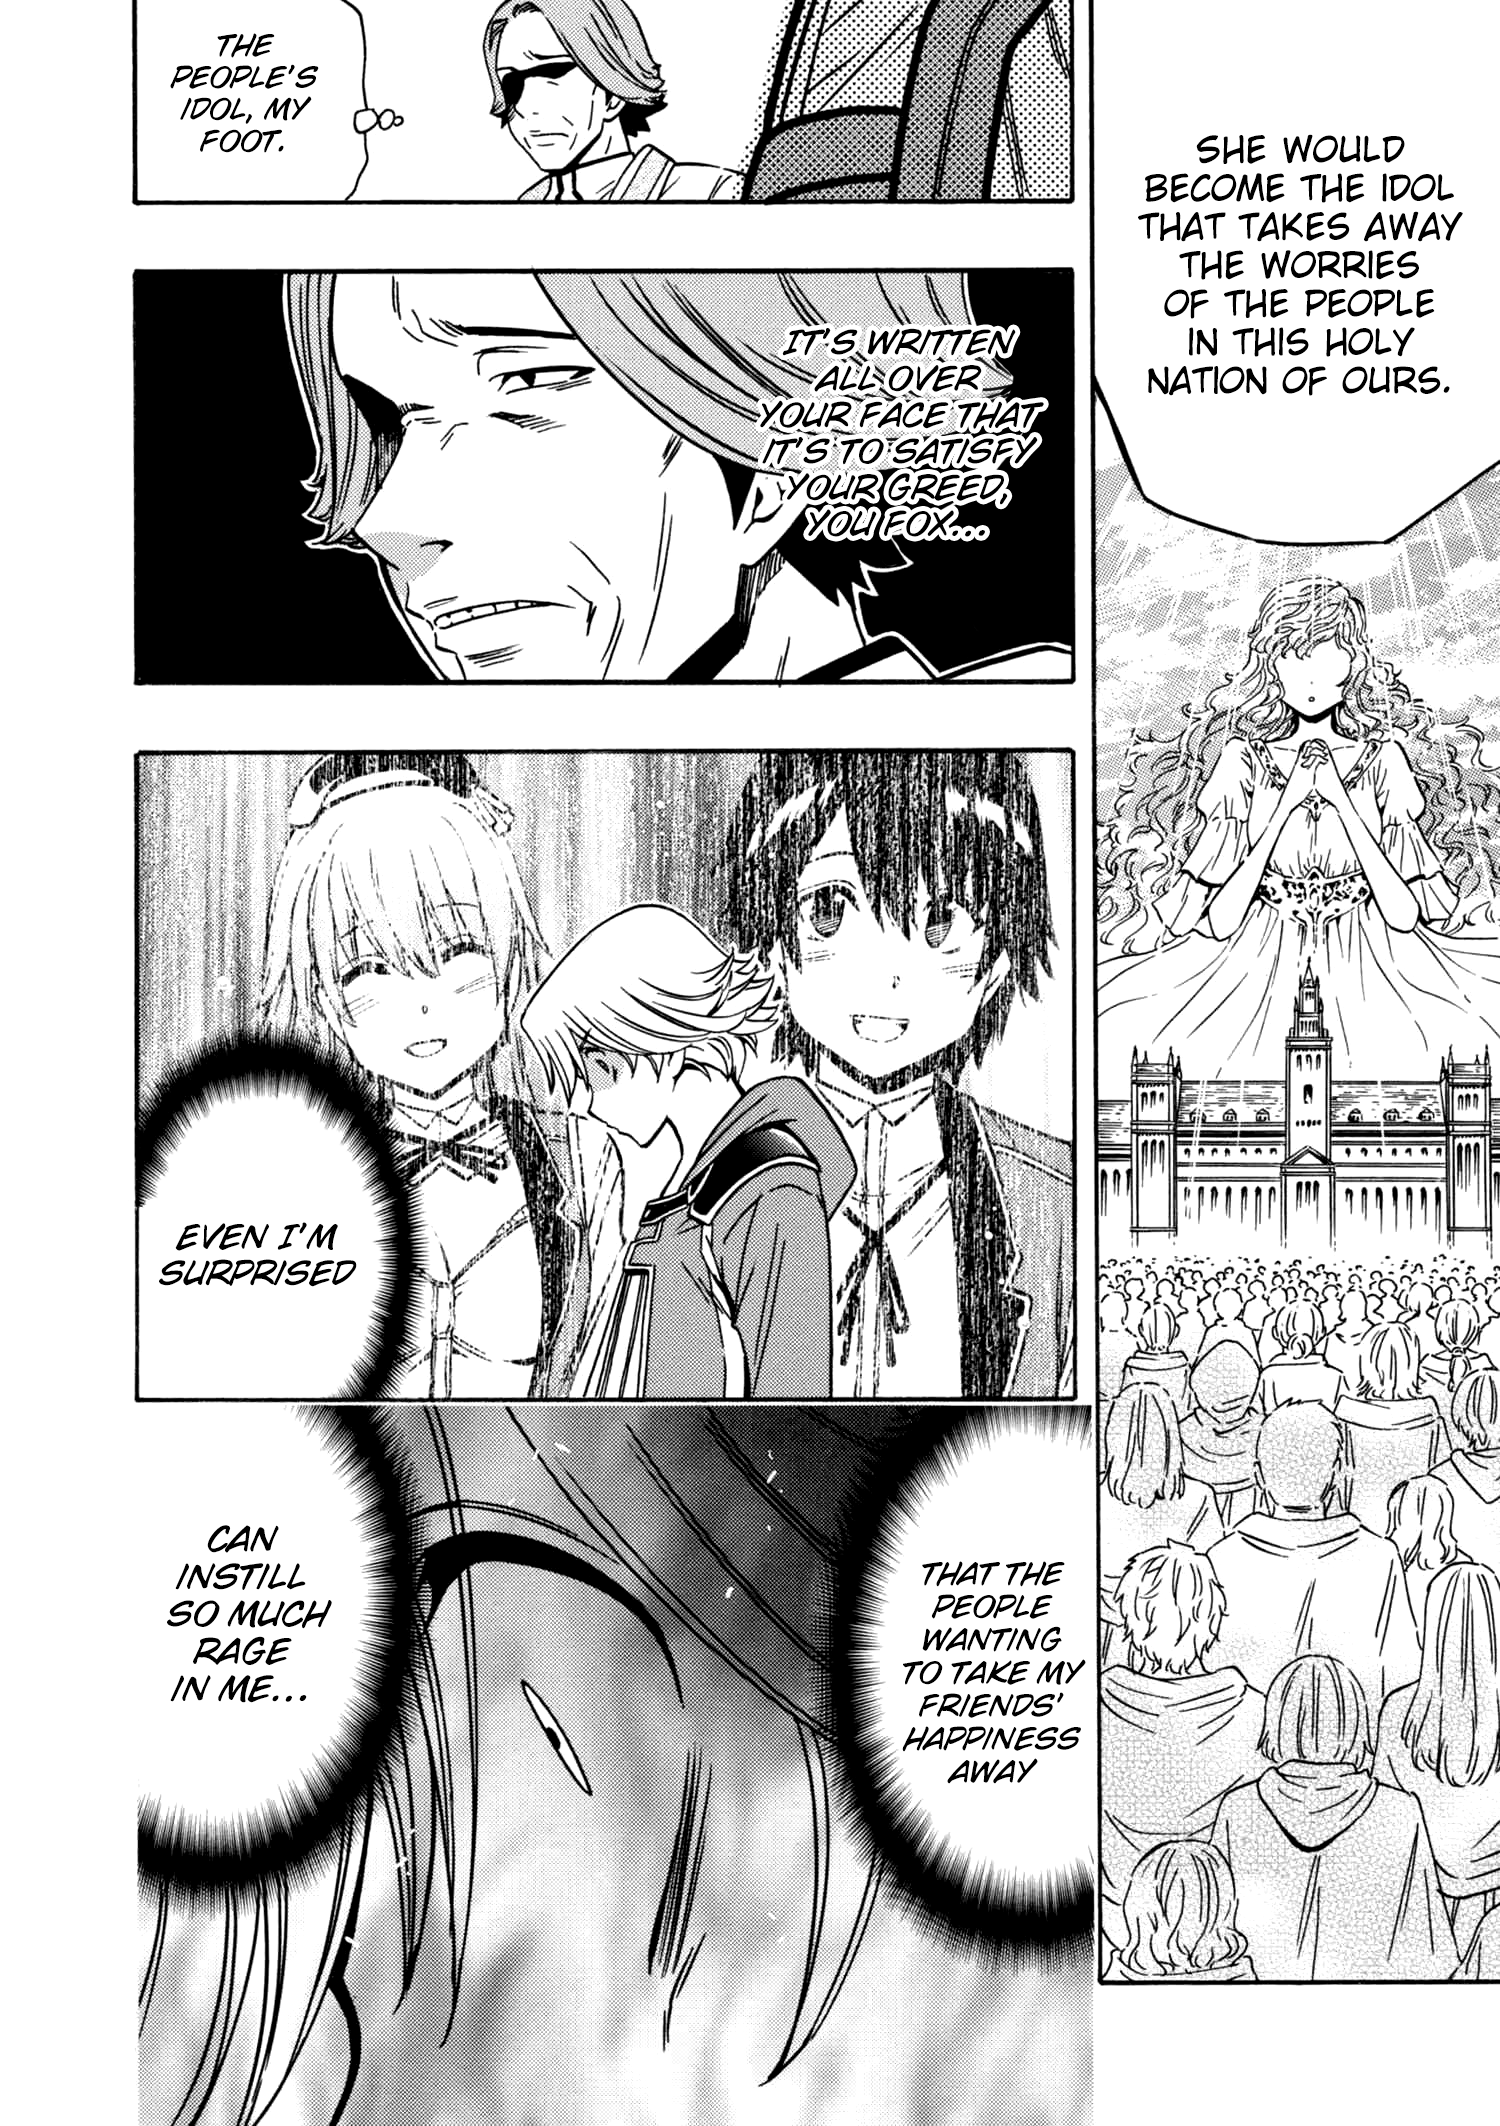 SHE WOULD
BECOME THE IDOL
THAT TAKES AWAY
THE WORRIES
OF THE PEOPLE
IN THIS HOLY
NATION OF OURS.
THE
PEOPLE'S
IDOL, MY
FOOT.
IT'S WRITTEN
ALL OVER
YOUR FACE THAT
IT'S TO SATISFY
YOUR GREED,
YOU FOX...
EVEN I'M
SURPRISED
THAT THE
PEOPLE
WANTING
TO TAKE MY
FRIENDS'
HAPPINESS
AWAY
CAN
INSTILL
SO MUCH
RAGE
IN ME...